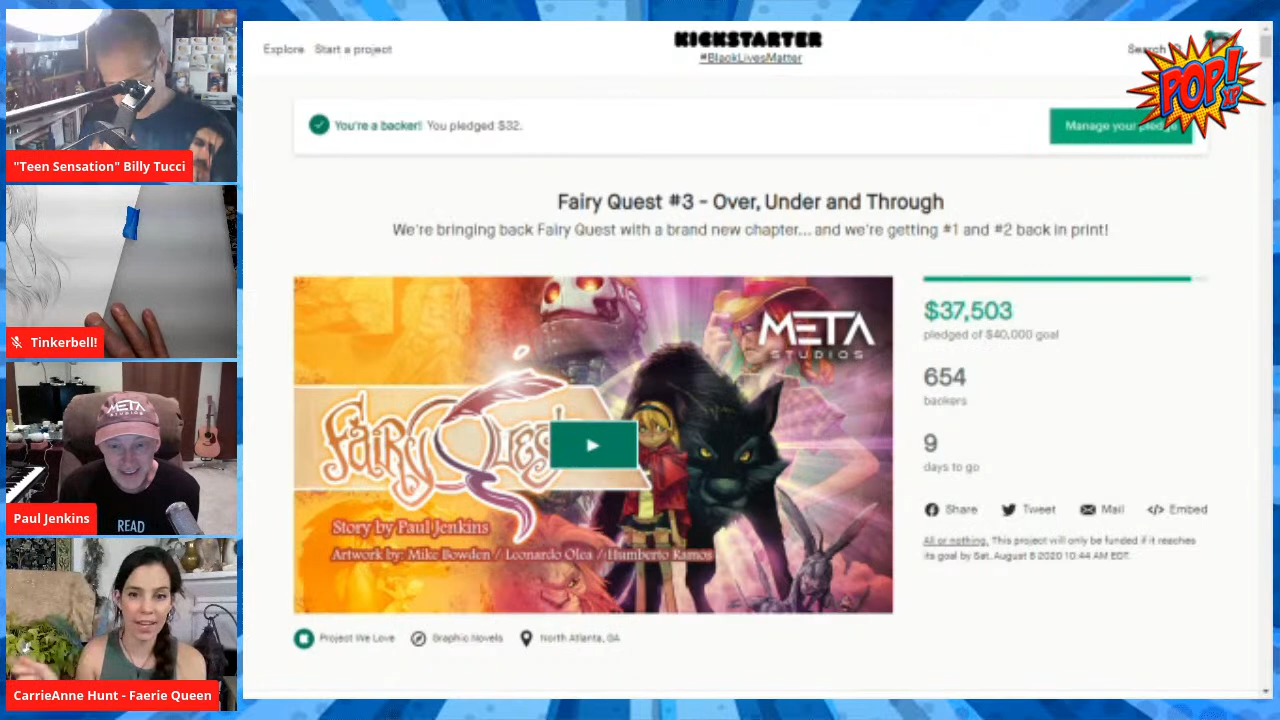 "Teen Sensation" Billy Tucci
Tinkerbell!
META
STUDIOS
READ
Paul Jenkins
CarrieAnne Hunt - Faerie Queen
Explore Start a project
KICKSTARTER
#BlackLivesMatter
Search
POP!
XP
You're a backer! You pledged $32.
Manage your pledge
Fairy Quest #3 - Over, Under and Through
We're bringing back Fairy Quest with a brand new chapter... and we're getting #1 and #2 back in print!
META
STUDIOS
FAIRY QUEST
Story by Paul Jenkins
Artwork by: Mike Bowden / Leonardo Olea / Humberto Ramos
$37,503
pledged of $40,000 goal
654
backers
9
days to go
Share Tweet Mail </> Embed
All or nothing. This project will only be funded if it reaches
its goal by Sat, August 8 2020 10:44 AM EDT.
Project We Love Graphic Novels North Atlanta, GA